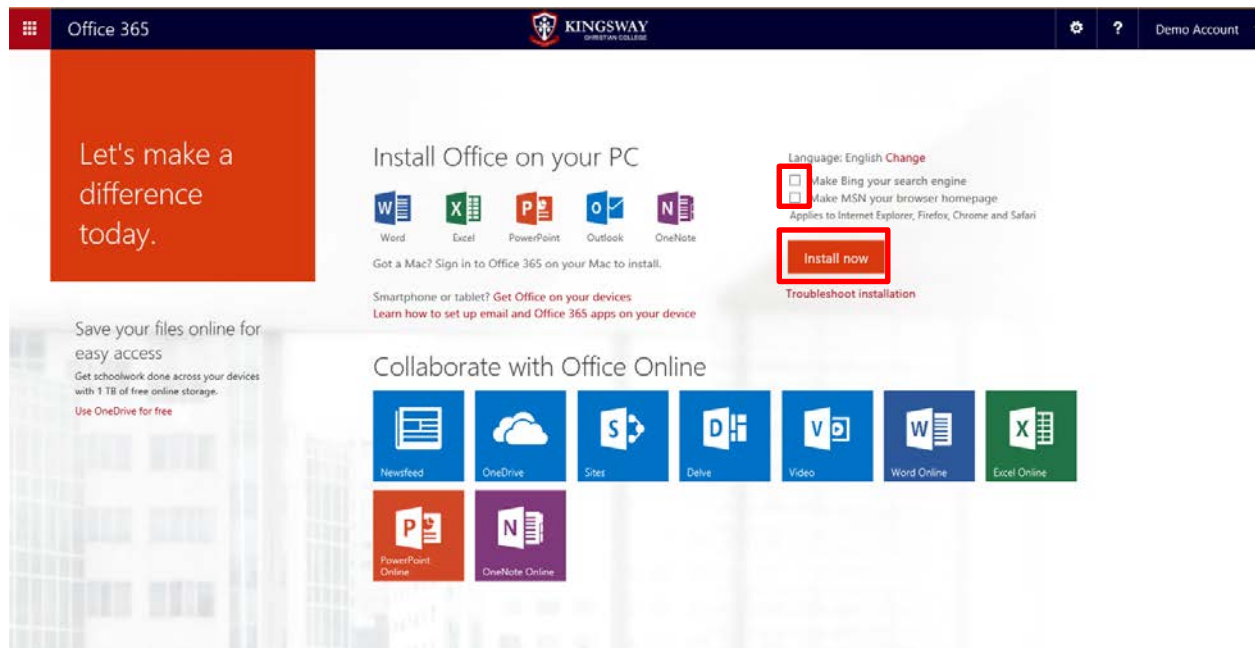 Office 365
KINGSWAY
CHRISTIAN COLLEGE
?
Demo Account
Let's make a
difference
today.
Save your files online for
easy access
Get schoolwork done across your devices
with 1 TB of free online storage.
Use OneDrive for free
Install Office on your PC
Word Excel PowerPoint Outlook OneNote
Got a Mac? Sign in to Office 365 on your Mac to install.
Smartphone or tablet? Get Office on your devices
Learn how to set up email and Office 365 apps on your device
Language: English Change
Make Bing your search engine
Make MSN your browser homepage
Applies to Internet Explorer, Firefox, Chrome and Safari
Install now
Troubleshoot installation
Collaborate with Office Online
Newsfeed OneDrive Sites Delve Video Word Online Excel Online
PowerPoint
Online OneNote Online